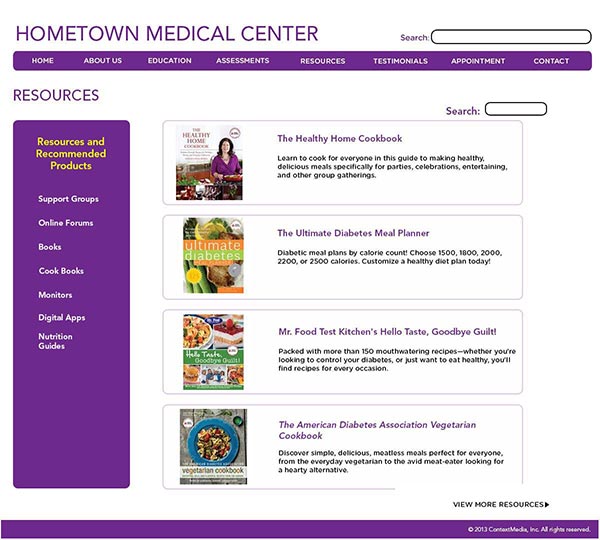 HOMETOWN MEDICAL CENTER
Search:
HOME ABOUT US EDUCATION ASSESSMENTS RESOURCES TESTIMONIALS APPOINTMENT CONTACT
RESOURCES
Search:
Resources and
Recommended
Products
Support Groups
Online Forums
Books
Cook Books
Monitors
Digital Apps
Nutrition
Guides
THE
HEALTHY
HOME
COOKBOOK
The Healthy Home Cookbook
Learn to cook for everyone in this guide to making healthy,
delicious meals specifically for parties, celebrations, entertaining,
and other group gatherings.
ultimate
diabetes
The Ultimate Diabetes Meal Planner
Diabetic meal plans by calorie count! Choose 1500, 1800, 2000,
2200, or 2500 calories. Customize a healthy diet plan today!
Hello Taste,
Goodbye Guilt!
Mr. Food Test Kitchen's Hello Taste, Goodbye Guilt!
Packed with more than 150 mouthwatering recipes—whether you're
looking to control your diabetes, or just want to eat healthy, you'll
find recipes for every occasion.
vegetarian cookbook
The American Diabetes Association Vegetarian
Cookbook
Discover simple, delicious, meatless meals perfect for everyone,
from the everyday vegetarian to the avid meat-eater looking for
a hearty alternative.
VIEW MORE RESOURCES▶
© 2013 ContextMedia, Inc. All rights reserved.